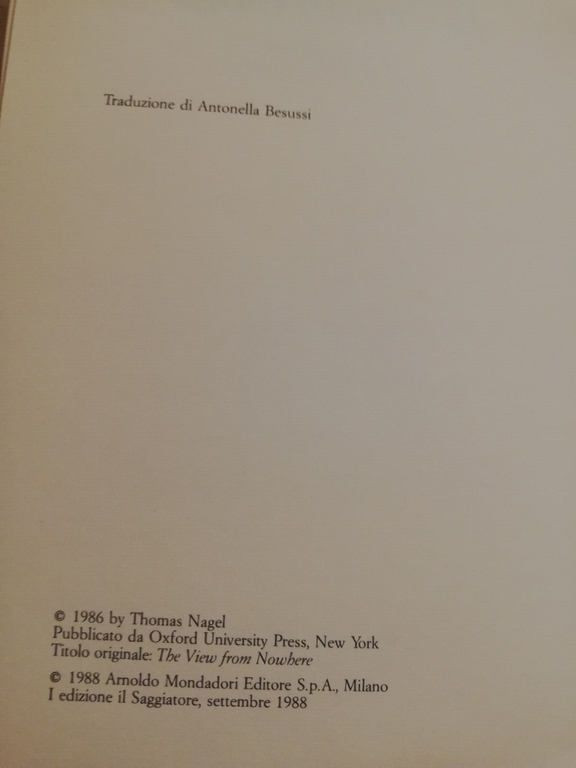 Traduzione di Antonella Besussi
© 1986 by Thomas Nagel
Pubblicato da Oxford University Press, New York
Titolo originale: The View from Nowhere
© 1988 Arnoldo Mondadori Editore S.p.A., Milano
I edizione il Saggiatore, settembre 1988